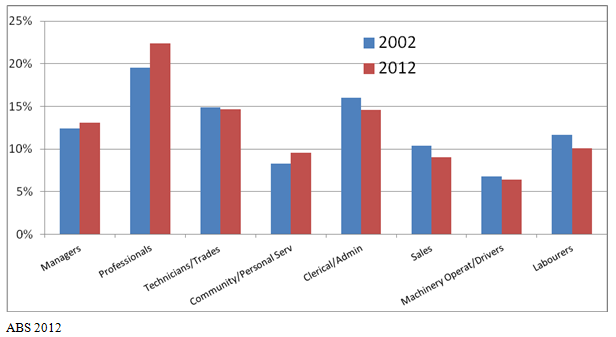 25%
20%
15%
10%
5%
0%
2002
2012
Managers
Professionals
Technicians/Trades
Community/Personal Serv
Clerical/Admin
Sales
Machinery Operat/Drivers
Labourers
ABS 2012